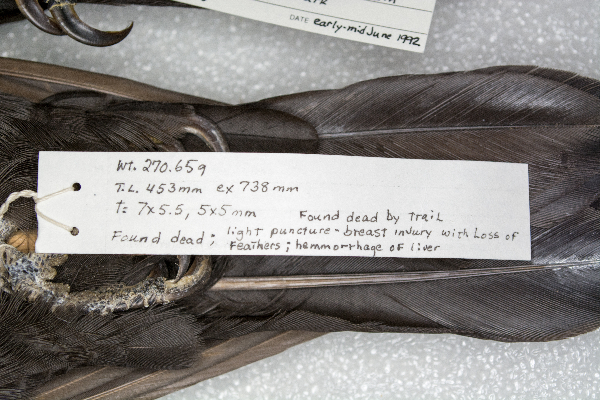 DATE early-mid June 1992
Wt. 270.65g
T.L. 453mm ex 738mm
t: 7x5.5, 5x5mm Found dead by trail
Found dead; light puncture-breast injury with Loss of
Feathers; hemmorrhage of liver